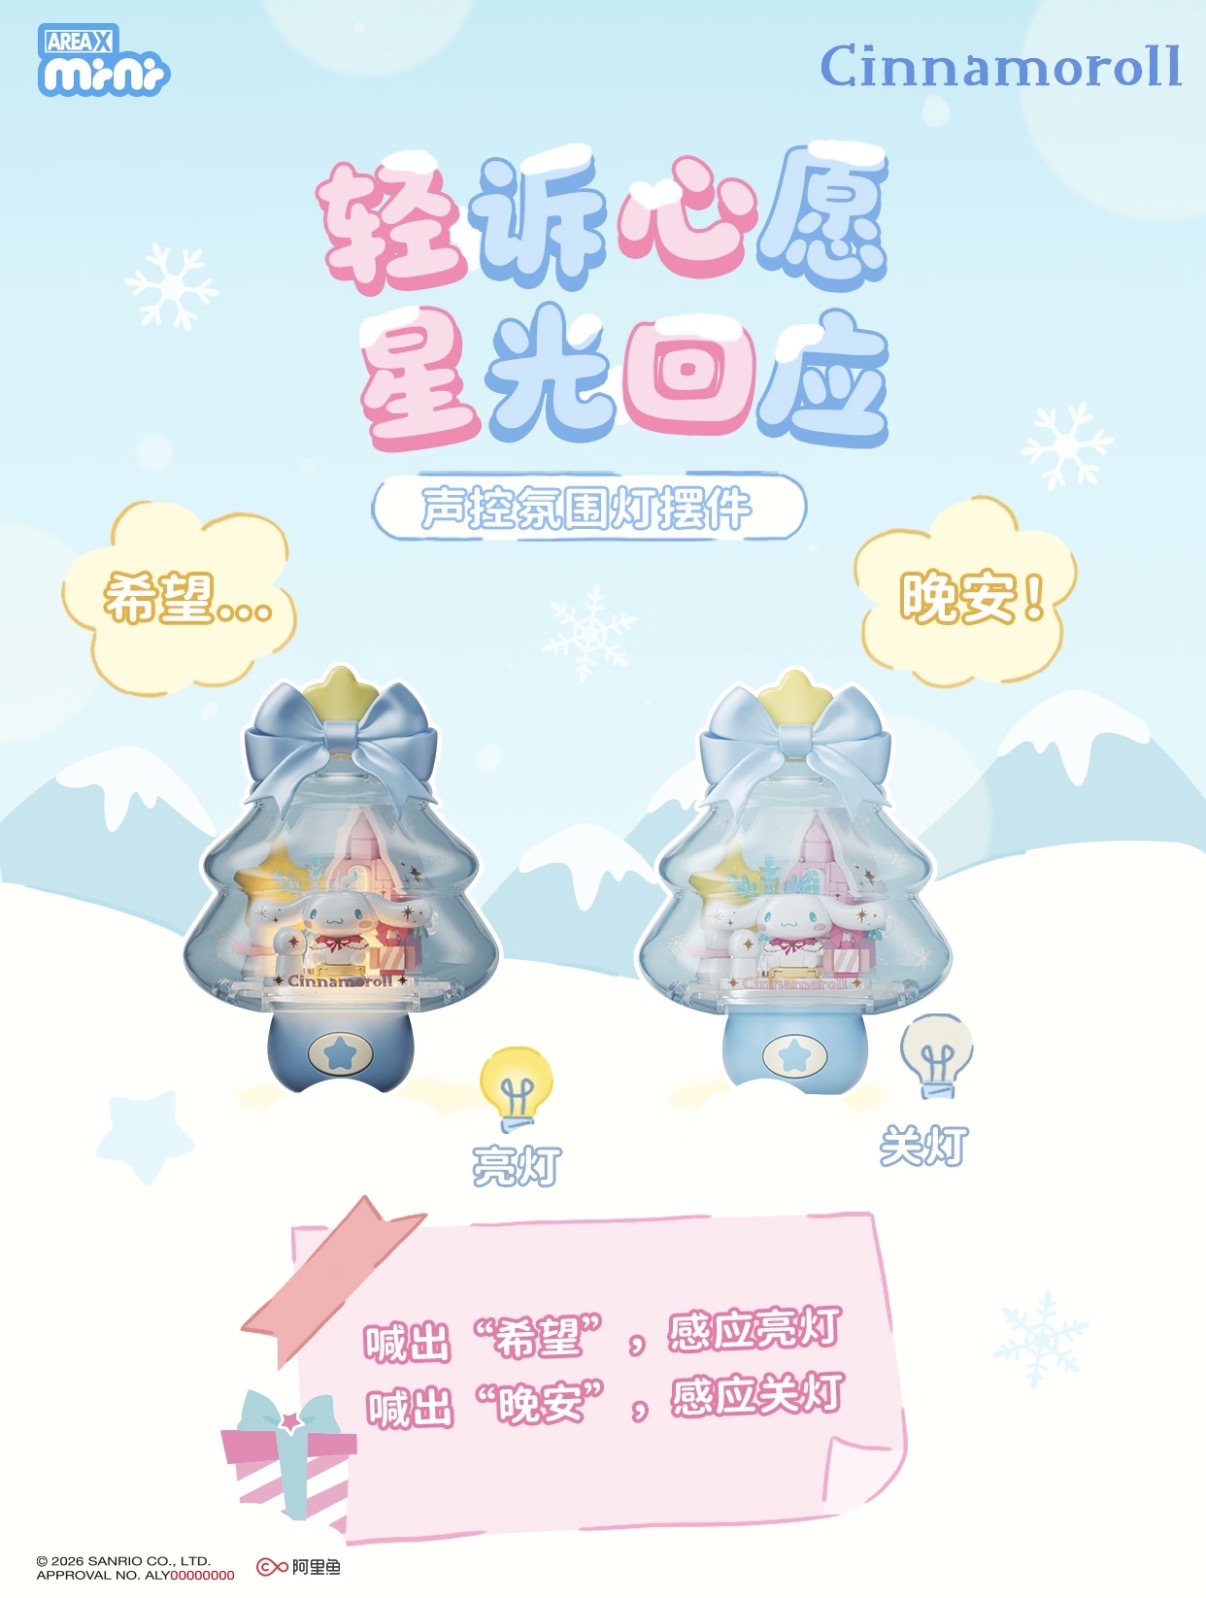 AREA X
mini
Cinnamoroll
轻诉心愿
星光回应
声控氛围灯摆件
希望...
晚安！
Cinnamoroll
Cinnamoroll
亮灯
关灯
喊出“希望”，感应亮灯
喊出“晚安”，感应关灯
© 2026 SANRIO CO., LTD.
APPROVAL NO. ALY00000000
阿里鱼